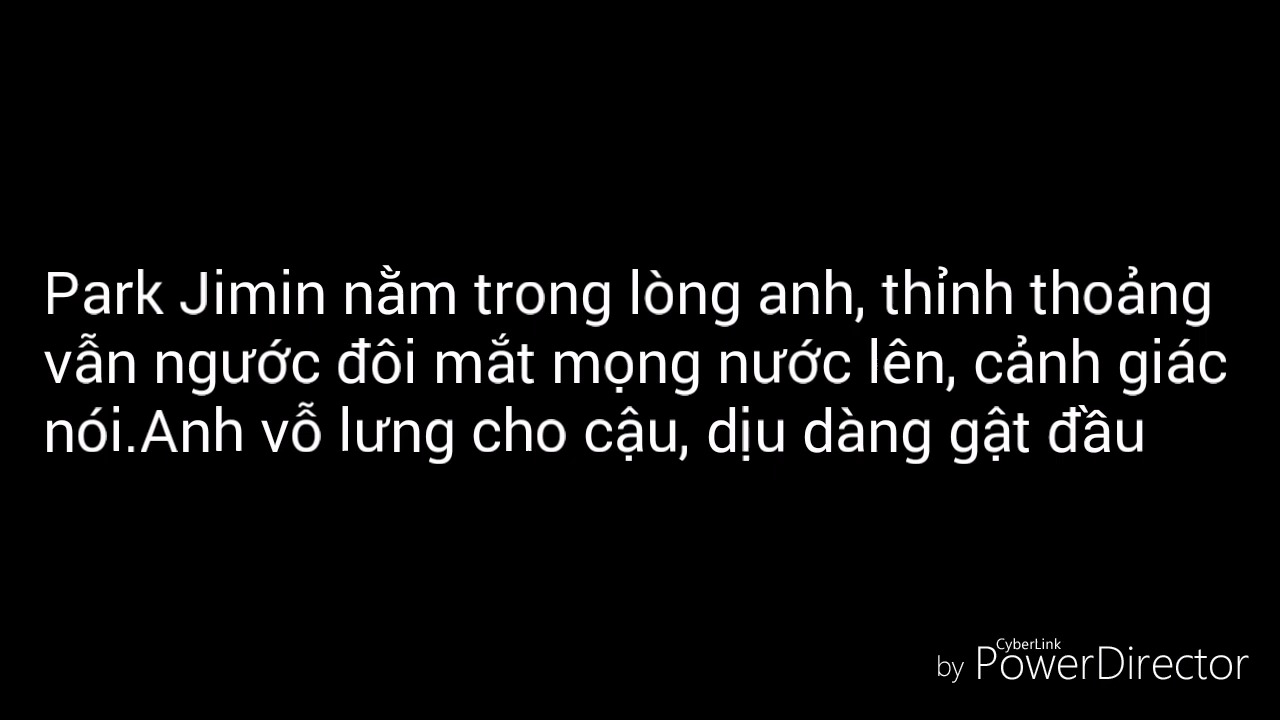 Park Jimin nằm trong lòng anh, thỉnh thoảng
vẫn ngước đôi mắt mọng nước lên, cảnh giác
nói.Anh vỗ lưng cho cậu, dịu dàng gật đầu
CyberLink
by PowerDirector